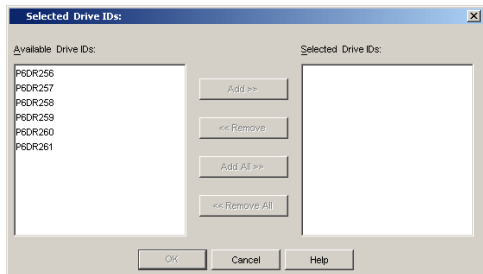 Selected Drive IDs:
Available Drive IDs:
Selected Drive IDs:
P6DR256
P6DR257
P6DR258
P6DR259
P6DR260
P6DR261
Add >>
<< Remove
Add All >>
<< Remove All
OK
Cancel
Help